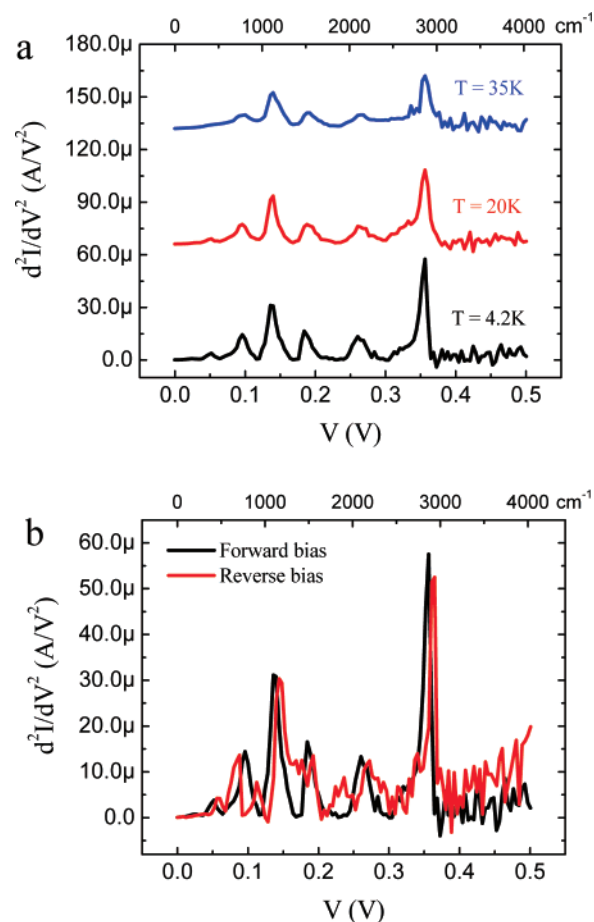 a
0 1000 2000 3000 4000 cm⁻¹
180.0μ
150.0μ
120.0μ
90.0μ
60.0μ
30.0μ
0.0
d²I/dV² (A/V²)
T = 35K
T = 20K
T = 4.2K
0.0 0.1 0.2 0.3 0.4 0.5
V (V)
b
0 1000 2000 3000 4000 cm⁻¹
60.0μ
50.0μ
40.0μ
30.0μ
20.0μ
10.0μ
0.0
d²I/dV² (A/V²)
Forward bias
Reverse bias
0.0 0.1 0.2 0.3 0.4 0.5
V (V)